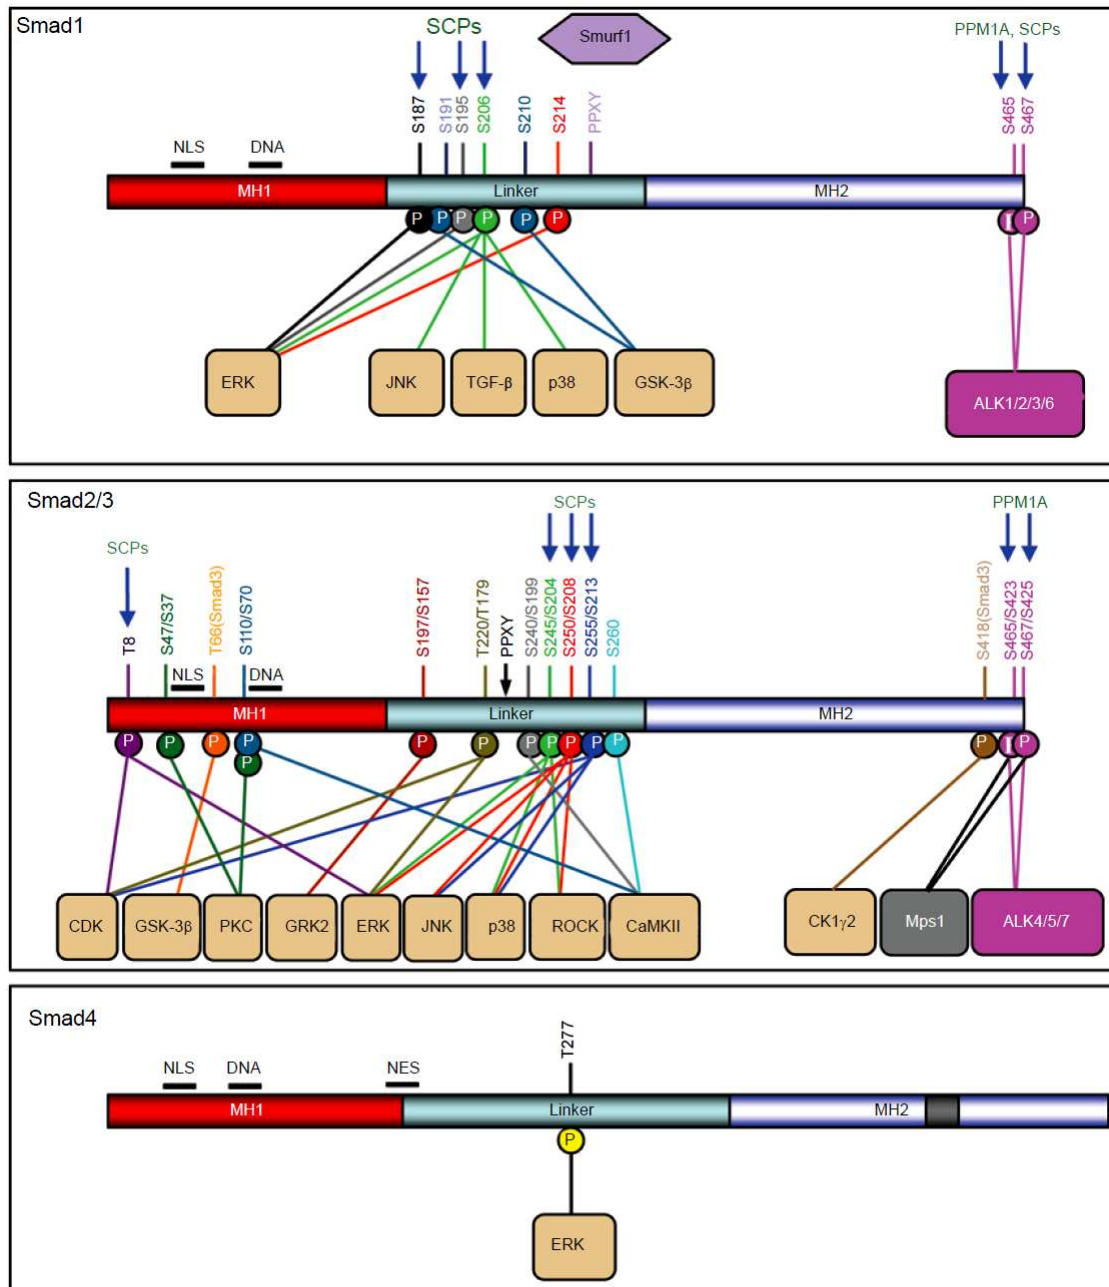 Smad1
SCPs
Smurf1
PPM1A, SCPs
S187
S191
S195
S206
S210
S214
PPXY
S465
S467
NLS
DNA
MH1
Linker
MH2
P
P
P
P
P
P
P
ERK
JNK
TGF-β
p38
GSK-3β
ALK1/2/3/6
Smad2/3
SCPs
SCPs
PPM1A
T8
S47/S37
T66(Smad3)
S110/S70
S197/S157
T220/T179
PPXY
S240/S199
S245/S204
S250/S208
S255/S213
S260
S418(Smad3)
S465/S423
S467/S425
NLS
DNA
MH1
Linker
MH2
P
P
P
P
P
P
P
P
P
P
P
P
P
P
CDK
GSK-3β
PKC
GRK2
ERK
JNK
p38
ROCK
CaMKII
CK1γ2
Mps1
ALK4/5/7
Smad4
NLS
DNA
NES
T277
MH1
Linker
MH2
P
ERK